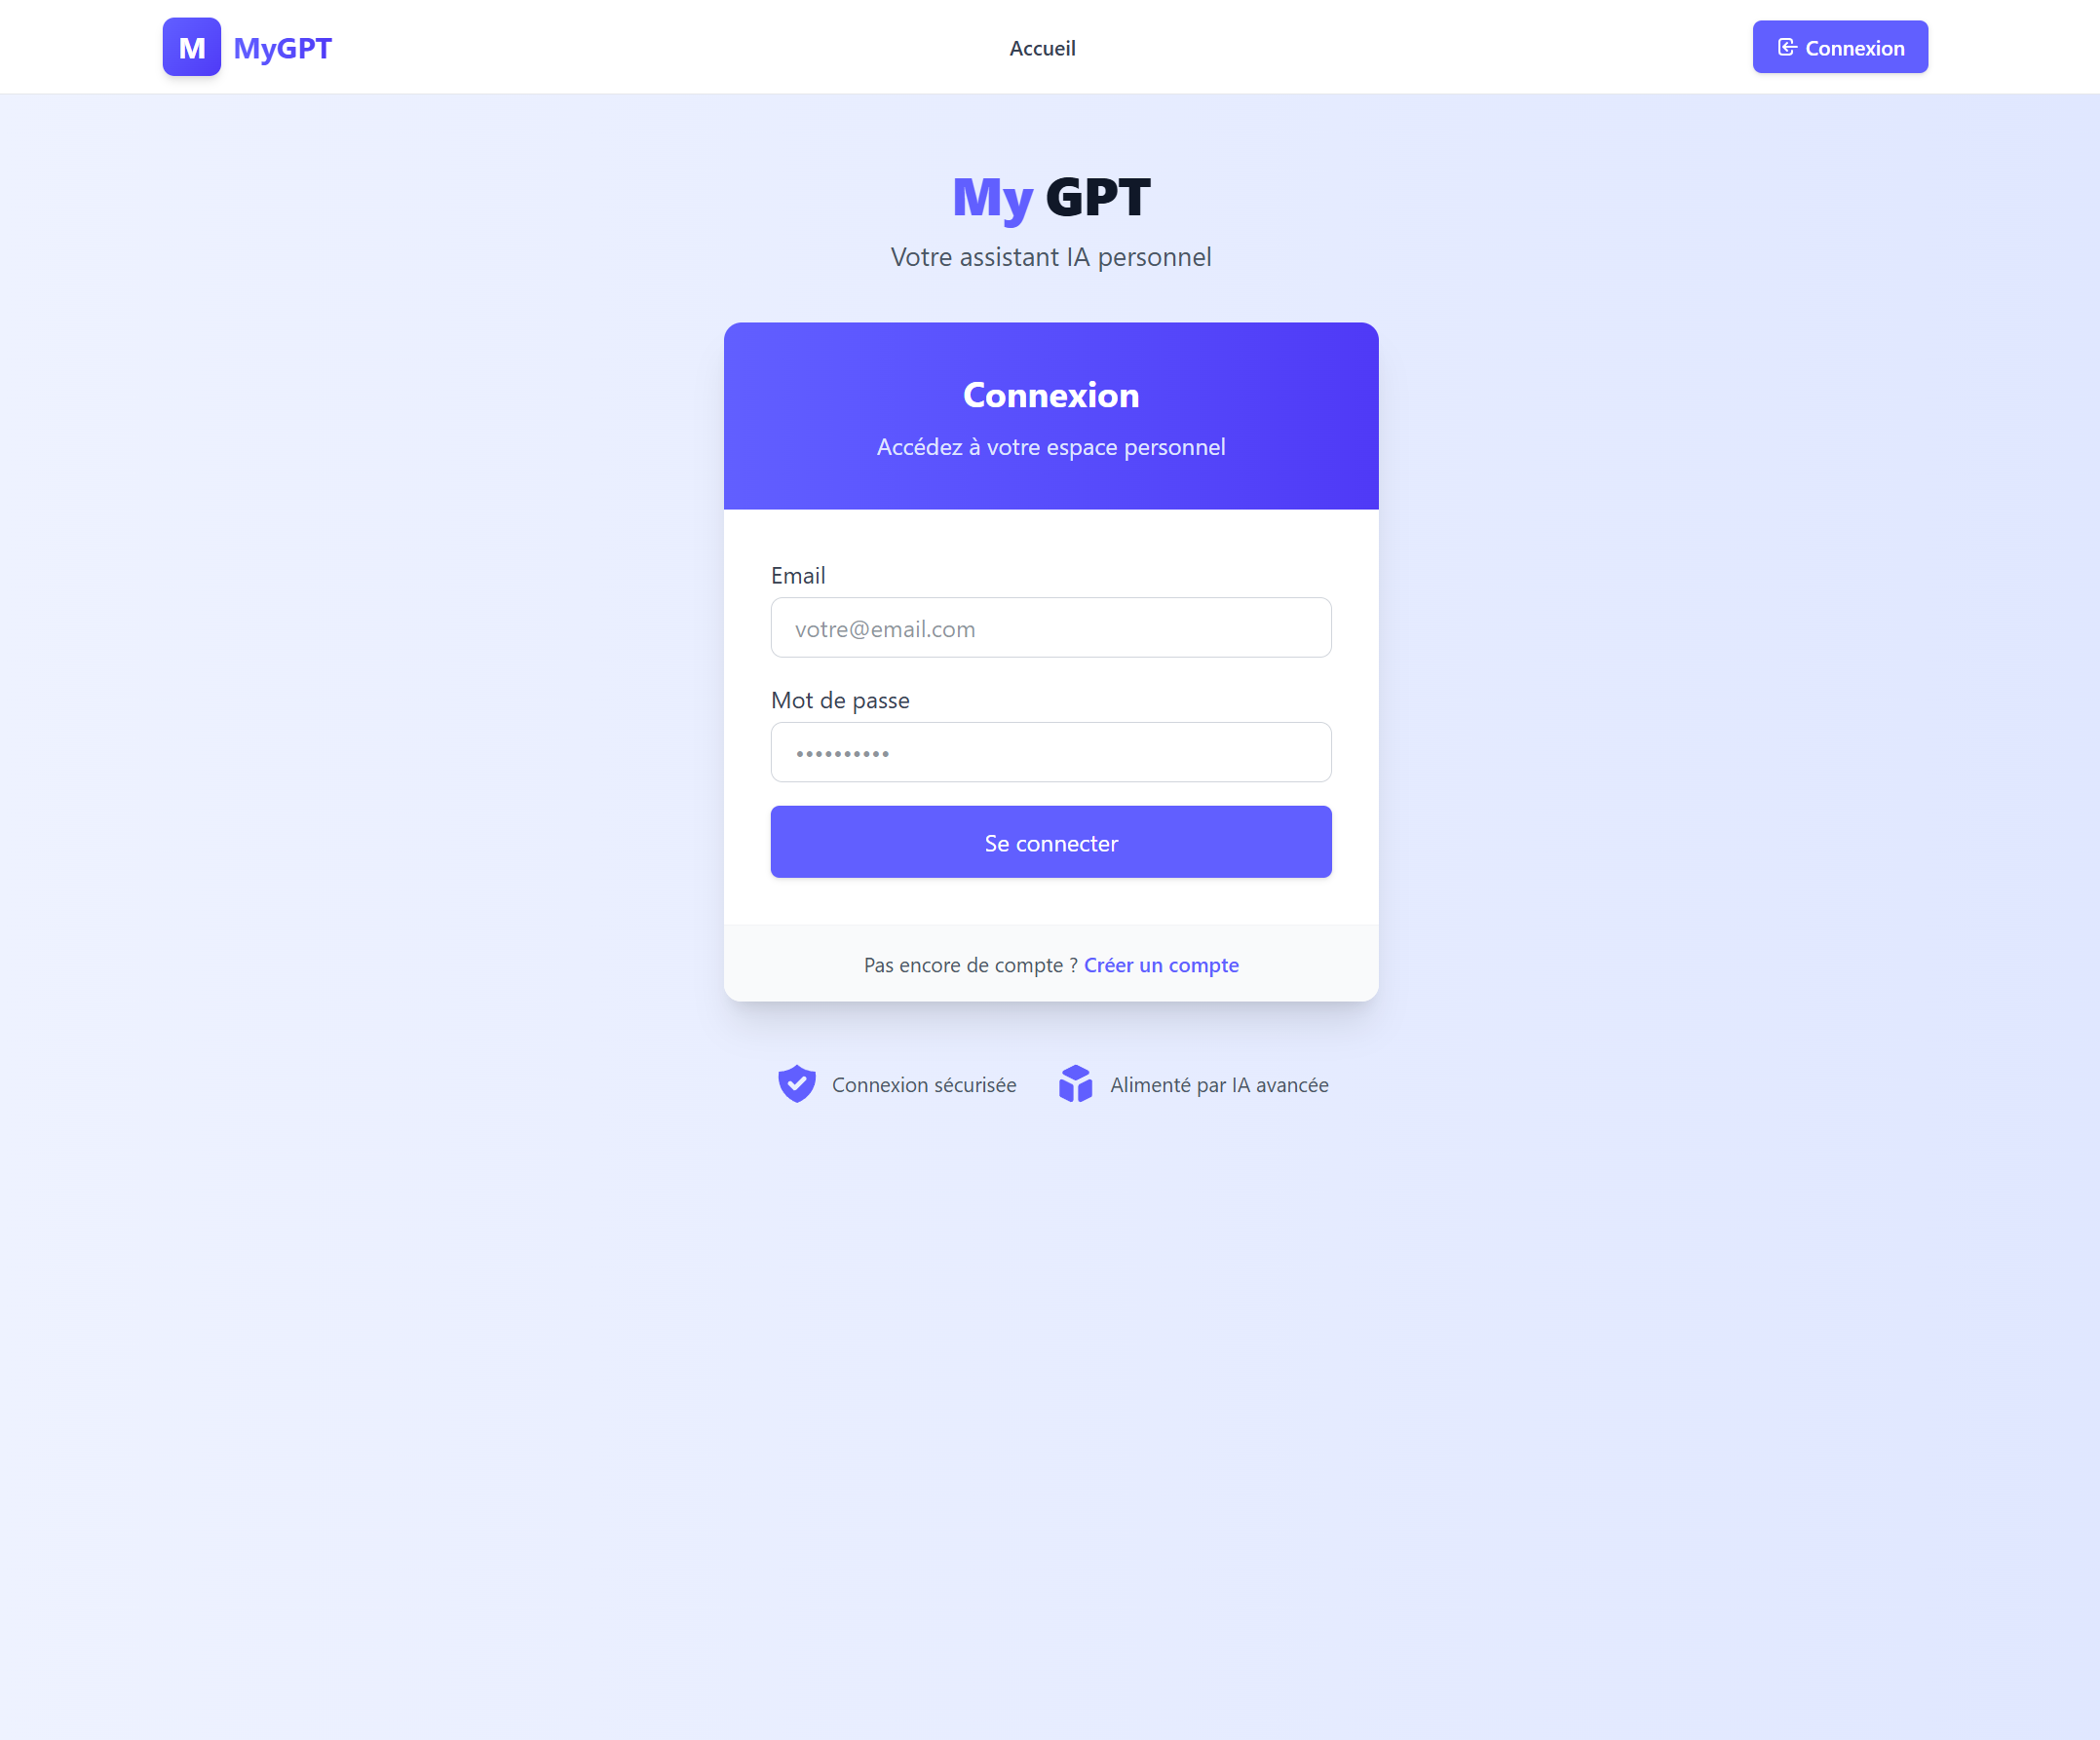 M MyGPT
Accueil
Connexion
My GPT
Votre assistant IA personnel
Connexion
Accédez à votre espace personnel
Email
votre@email.com
Mot de passe
••••••••••
Se connecter
Pas encore de compte ? Créer un compte
Connexion sécurisée
Alimenté par IA avancée